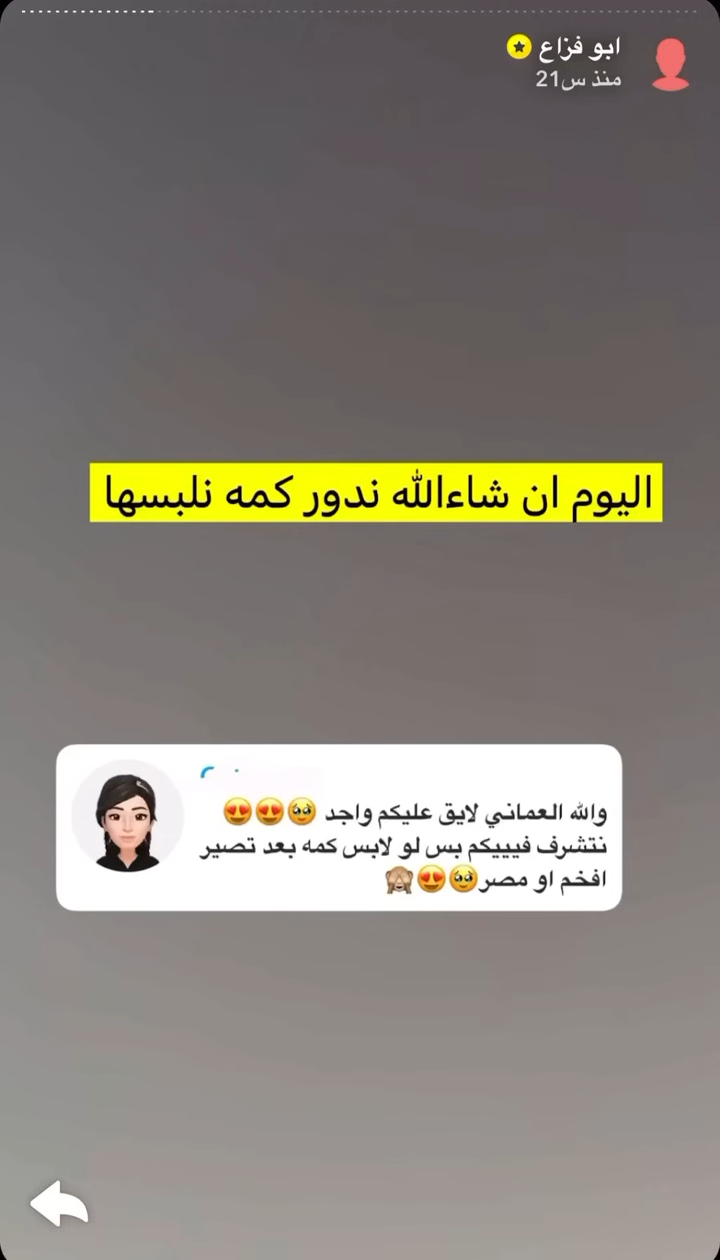 ابو فزاع
منذ س21
اليوم ان شاءالله ندور كمه نلبسها
والله العماني لايق عليكم واجد 🥹😍😍
نتشرف فيييكم بس لو لابس كمه بعد تصير
افخم او مصر🥹😍🙈